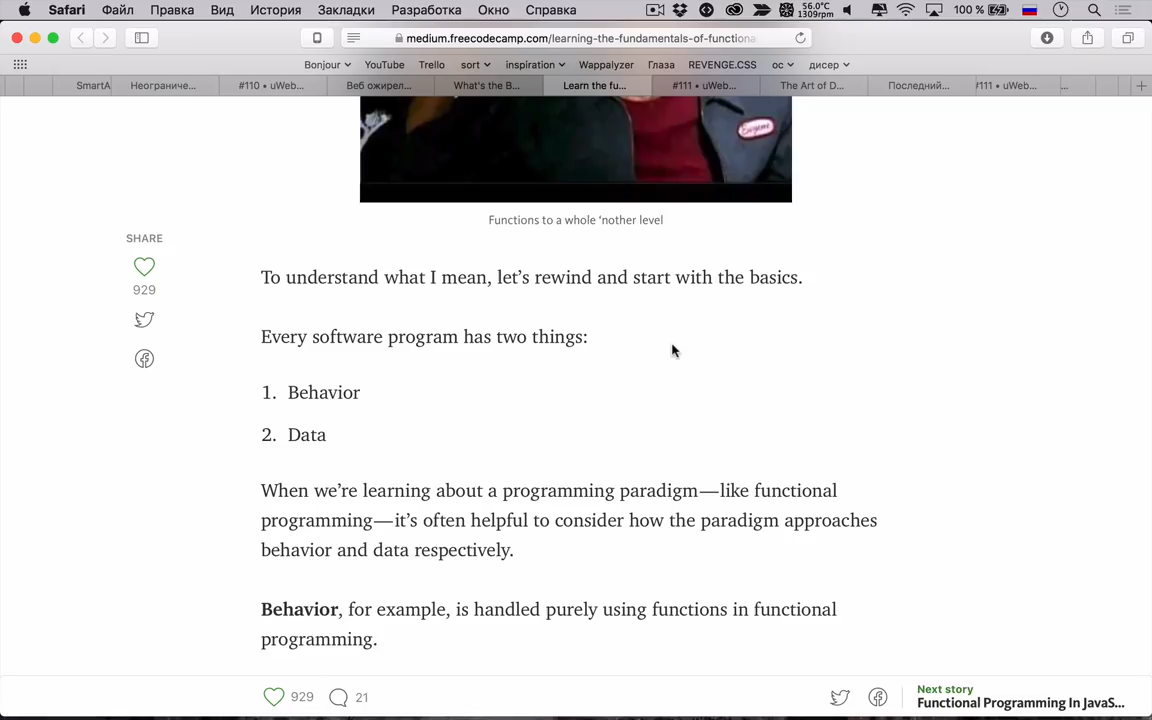 Safari Файл Правка Вид История Закладки Разработка Окно Справка 56.0°C 1309rpm 100 %
medium.freecodecamp.com/learning-the-fundamentals-of-functiona
Bonjour YouTube Trello sort inspiration Wappalyzer Глаза REVENGE.CSS ос дисер
SmartA Неограниче... #110 • uWeb... Веб ожирел... What's the B... Learn the fu... #111 • uWeb... The Art of D... Последний... #111 • uWeb... ...
Functions to a whole ‘nother level
SHARE
929
To understand what I mean, let’s rewind and start with the basics.
Every software program has two things:
1. Behavior
2. Data
When we’re learning about a programming paradigm—like functional
programming—it’s often helpful to consider how the paradigm approaches
behavior and data respectively.
Behavior, for example, is handled purely using functions in functional
programming.
929 21
Next story
Functional Programming In JavaS...